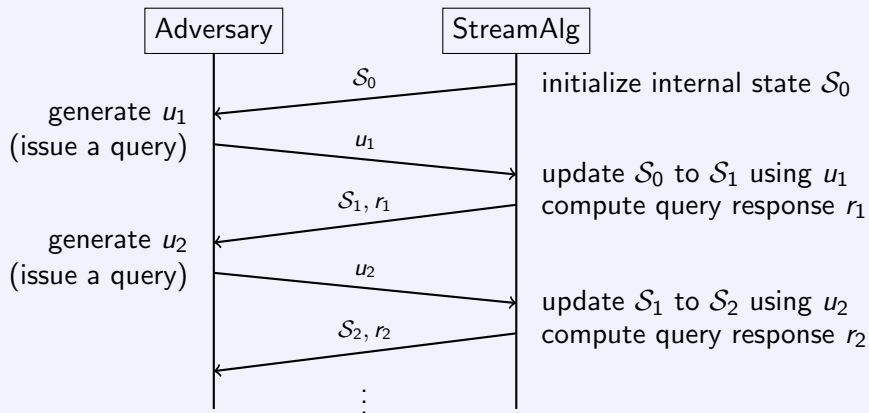 Adversary
StreamAlg
𝒮₀
initialize internal state 𝒮₀
generate u₁
(issue a query)
u₁
update 𝒮₀ to 𝒮₁ using u₁
𝒮₁, r₁
compute query response r₁
generate u₂
(issue a query)
u₂
update 𝒮₁ to 𝒮₂ using u₂
𝒮₂, r₂
compute query response r₂
⋮